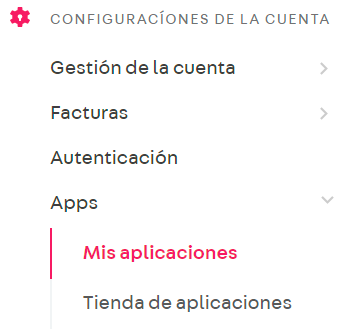 CONFIGURACÍONES DE LA CUENTA
Gestión de la cuenta
Facturas
Autenticación
Apps
Mis aplicaciones
Tienda de aplicaciones